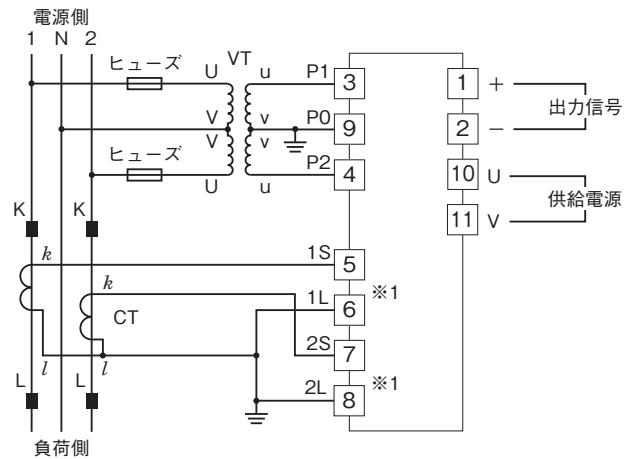 電源側
1 N 2
ヒューズ
VT
U u P1 3 1 +
出力信号
V v P0 9 2 −
V v
ヒューズ
U u P2 4 10 U
供給電源
11 V
K K
k 1S 5
※1
k 1L 6
CT
2S 7
l l
※1
L L 2L 8
負荷側